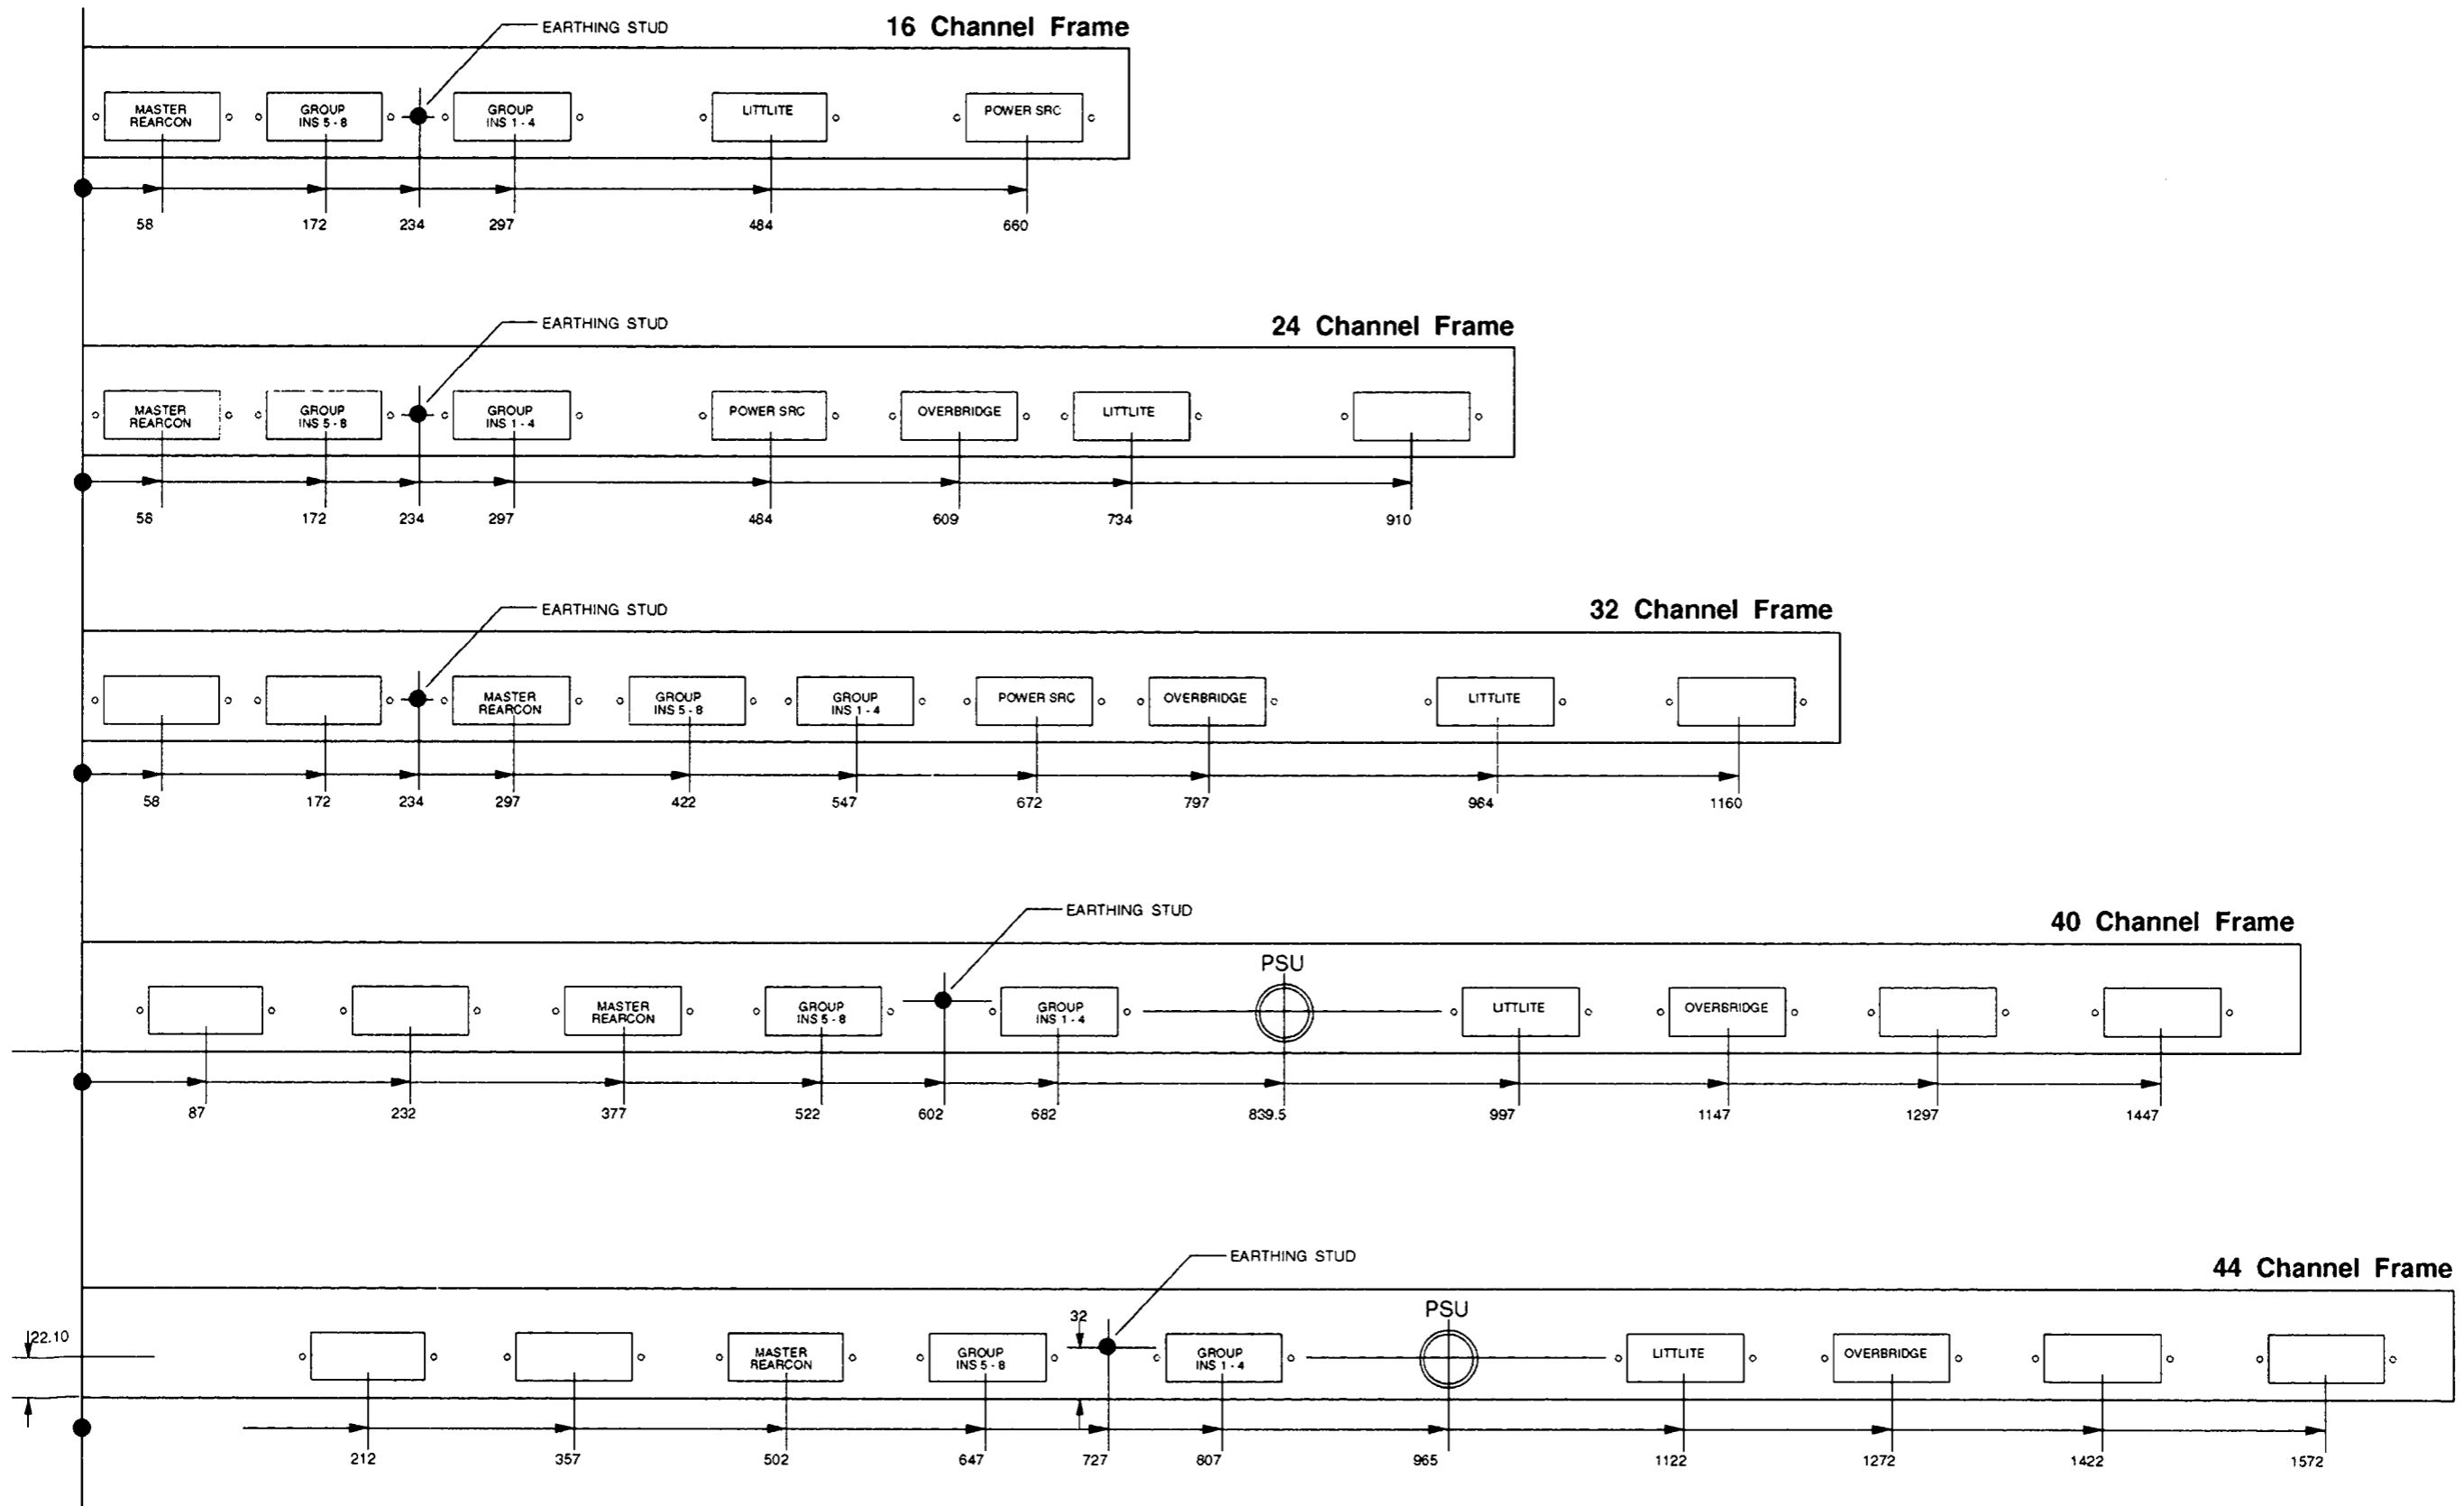 16 Channel Frame
EARTHING STUD
MASTER
REARCON
GROUP
INS 5 - 8
GROUP
INS 1 - 4
LITTLITE
POWER SRC
58 172 234 297 484 660
24 Channel Frame
EARTHING STUD
MASTER
REARCON
GROUP
INS 5 - 8
GROUP
INS 1 - 4
POWER SRC
OVERBRIDGE
LITTLITE
58 172 234 297 484 609 734 910
32 Channel Frame
EARTHING STUD
MASTER
REARCON
GROUP
INS 5 - 8
GROUP
INS 1 - 4
POWER SRC
OVERBRIDGE
LITTLITE
58 172 234 297 422 547 672 797 984 1160
40 Channel Frame
EARTHING STUD
PSU
MASTER
REARCON
GROUP
INS 5 - 8
GROUP
INS 1 - 4
LITTLITE
OVERBRIDGE
87 232 377 522 602 682 839.5 997 1147 1297 1447
44 Channel Frame
EARTHING STUD
PSU
32
22.10
MASTER
REARCON
GROUP
INS 5 - 8
GROUP
INS 1 - 4
LITTLITE
OVERBRIDGE
212 357 502 647 727 807 965 1122 1272 1422 1572